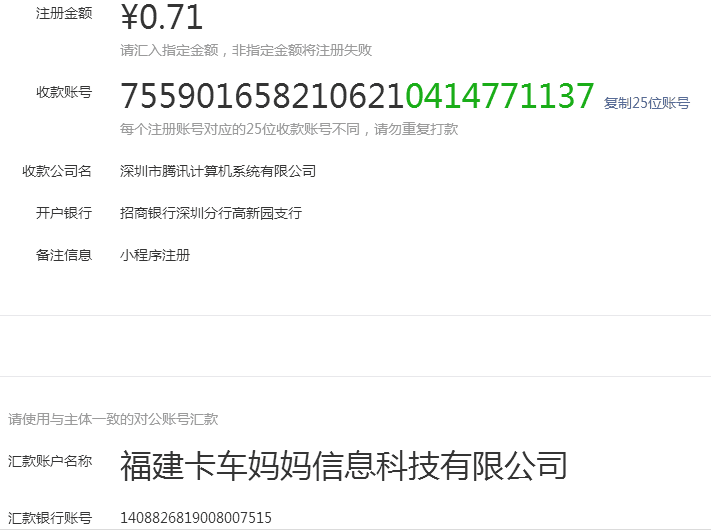 注册金额 ¥0.71
请汇入指定金额，非指定金额将注册失败
收款账号 7559016582106210414771137 复制25位账号
每个注册账号对应的25位收款账号不同，请勿重复打款
收款公司名 深圳市腾讯计算机系统有限公司
开户银行 招商银行深圳分行高新园支行
备注信息 小程序注册
请使用与主体一致的对公账号汇款
汇款账户名称 福建卡车妈妈信息科技有限公司
汇款银行账号 1408826819008007515